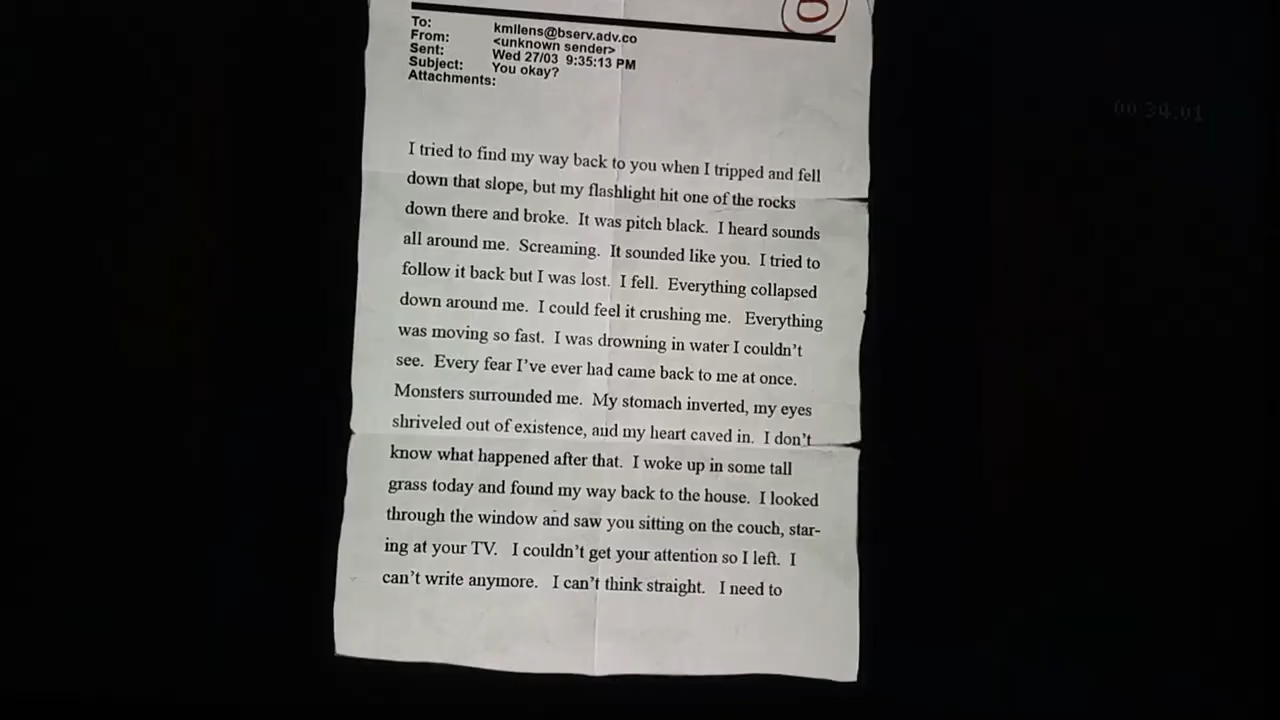 To: kmllens@bserv.adv.co
From: <unknown sender>
Sent: Wed 27/03 9:35:13 PM
Subject: You okay?
Attachments:
00:34:01
I tried to find my way back to you when I tripped and fell
down that slope, but my flashlight hit one of the rocks
down there and broke. It was pitch black. I heard sounds
all around me. Screaming. It sounded like you. I tried to
follow it back but I was lost. I fell. Everything collapsed
down around me. I could feel it crushing me. Everything
was moving so fast. I was drowning in water I couldn't
see. Every fear I've ever had came back to me at once.
Monsters surrounded me. My stomach inverted, my eyes
shriveled out of existence, and my heart caved in. I don't
know what happened after that. I woke up in some tall
grass today and found my way back to the house. I looked
through the window and saw you sitting on the couch, star-
ing at your TV. I couldn't get your attention so I left. I
can't write anymore. I can't think straight. I need to